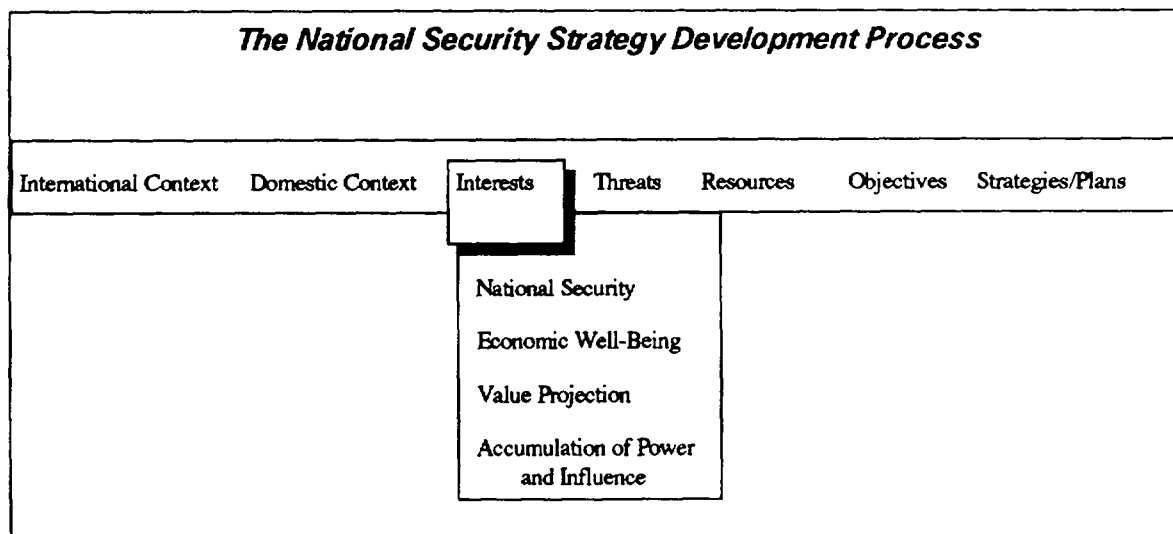 The National Security Strategy Development Process
International Context Domestic Context Interests Threats Resources Objectives Strategies/Plans
National Security
Economic Well-Being
Value Projection
Accumulation of Power
and Influence